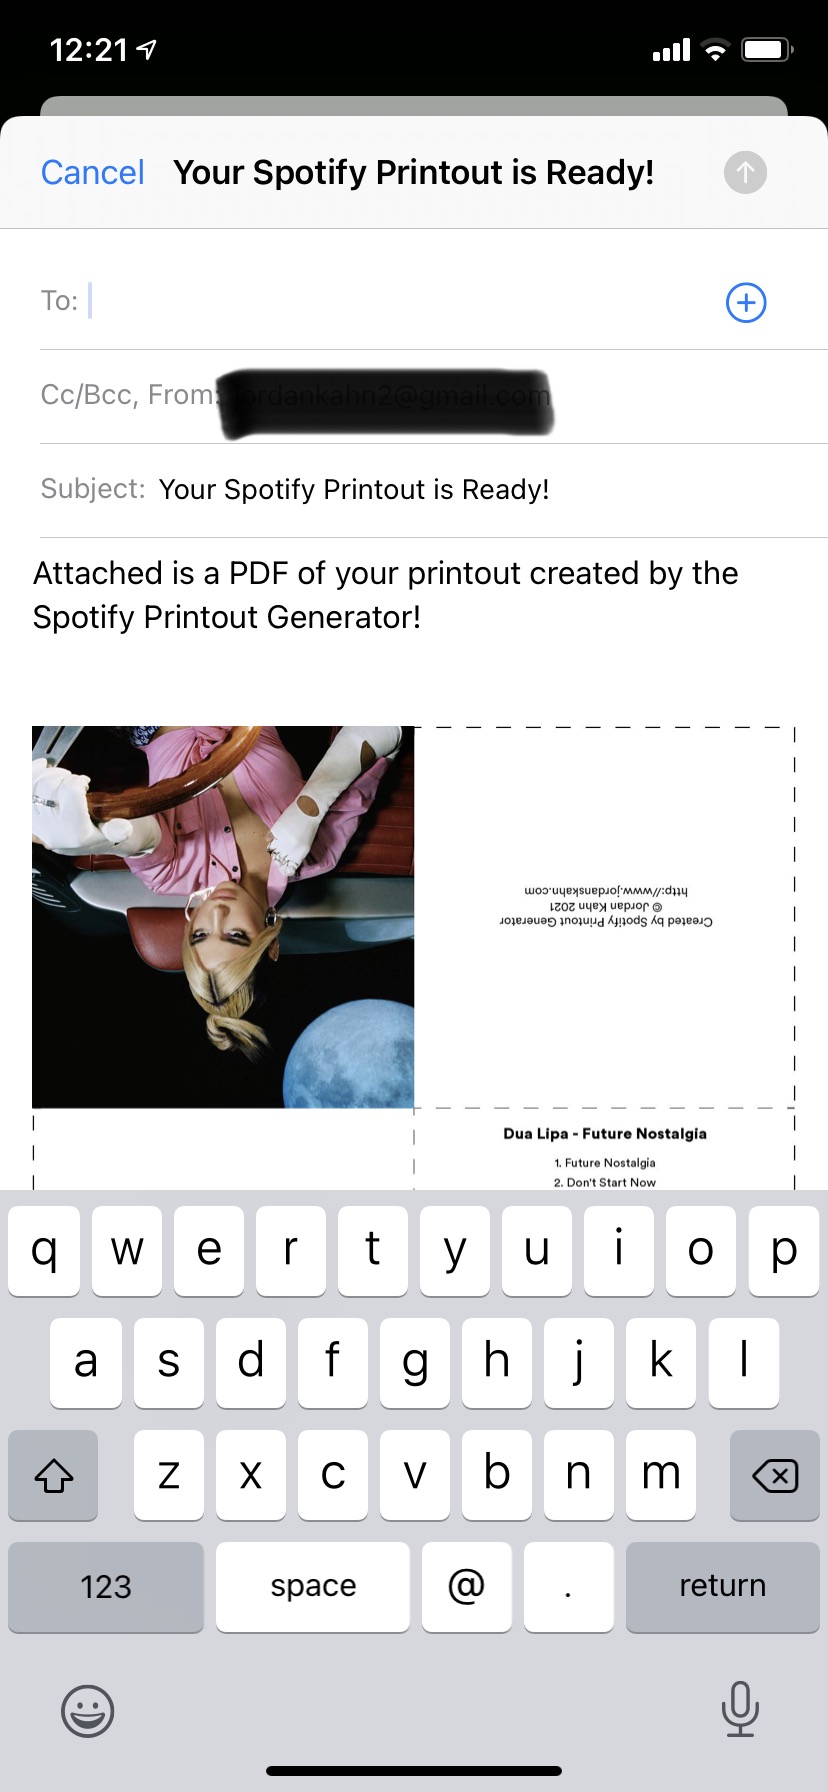 12:21
Cancel Your Spotify Printout is Ready!
To:
Cc/Bcc, From:
Subject: Your Spotify Printout is Ready!
Attached is a PDF of your printout created by the
Spotify Printout Generator!
Created by Spotify Printout Generator
© Jordan Kahn 2021
http://www.jordanskahn.com
Dua Lipa - Future Nostalgia
1. Future Nostalgia
2. Don't Start Now
q w e r t y u i o p
a s d f g h j k l
z x c v b n m
123 space @ . return